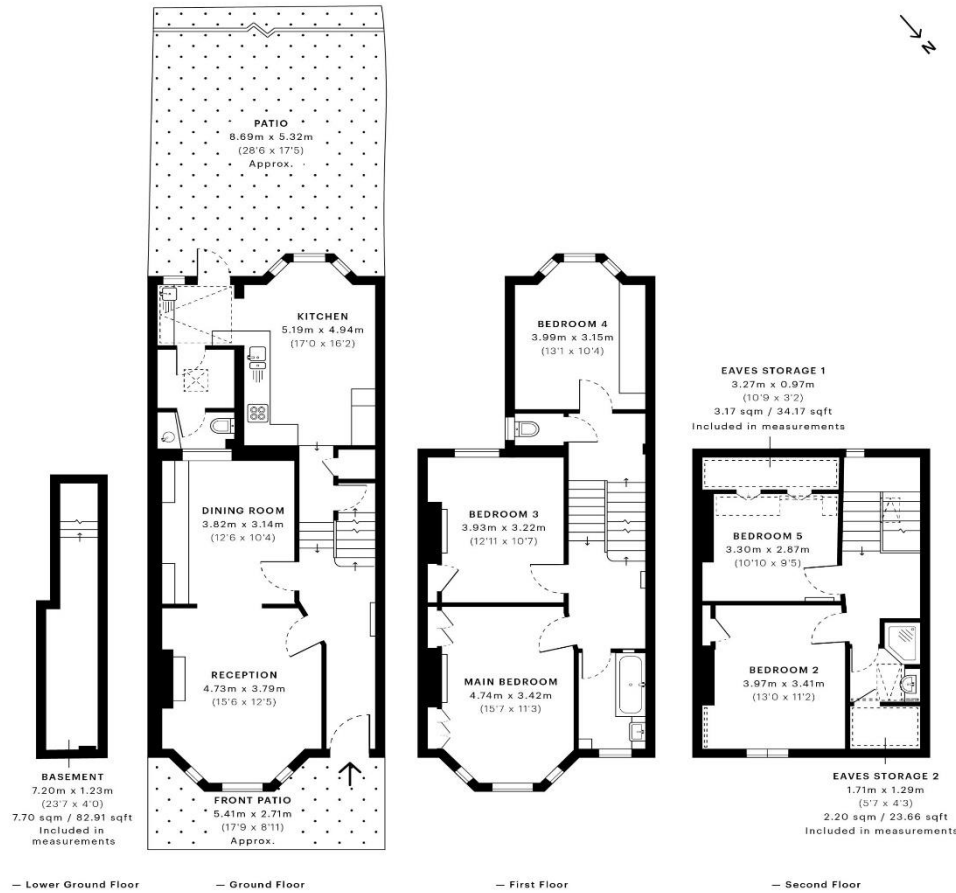 N
PATIO
8.69m x 5.32m
(28'6 x 17'5)
Approx.
KITCHEN
5.19m x 4.94m
(17'0 x 16'2)
DINING ROOM
3.82m x 3.14m
(12'6 x 10'4)
RECEPTION
4.73m x 3.79m
(15'6 x 12'5)
FRONT PATIO
5.41m x 2.71m
(17'9 x 8'11)
Approx.
BASEMENT
7.20m x 1.23m
(23'7 x 4'0)
7.70 sqm / 82.91 sqft
Included in
measurements
BEDROOM 4
3.99m x 3.15m
(13'1 x 10'4)
BEDROOM 3
3.93m x 3.22m
(12'11 x 10'7)
MAIN BEDROOM
4.74m x 3.42m
(15'7 x 11'3)
EAVES STORAGE 1
3.27m x 0.97m
(10'9 x 3'2)
3.17 sqm / 34.17 sqft
Included in measurements
BEDROOM 5
3.30m x 2.87m
(10'10 x 9'5)
BEDROOM 2
3.97m x 3.41m
(13'0 x 11'2)
EAVES STORAGE 2
1.71m x 1.29m
(5'7 x 4'3)
2.20 sqm / 23.66 sqft
Included in measurements
— Lower Ground Floor
— Ground Floor
— First Floor
— Second Floor